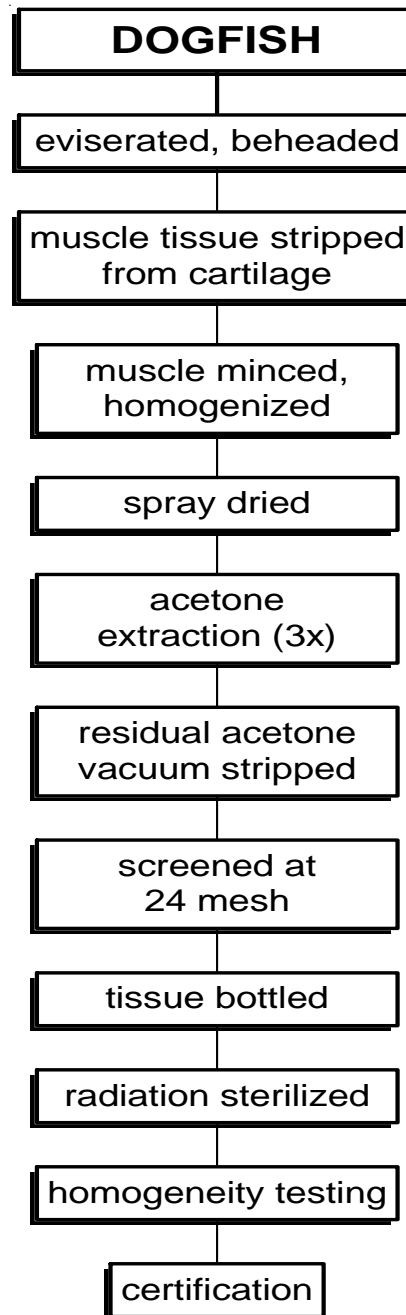 DOGFISH
eviserated, beheaded
muscle tissue stripped
from cartilage
muscle minced,
homogenized
spray dried
acetone
extraction (3x)
residual acetone
vacuum stripped
screened at
24 mesh
tissue bottled
radiation sterilized
homogeneity testing
certification